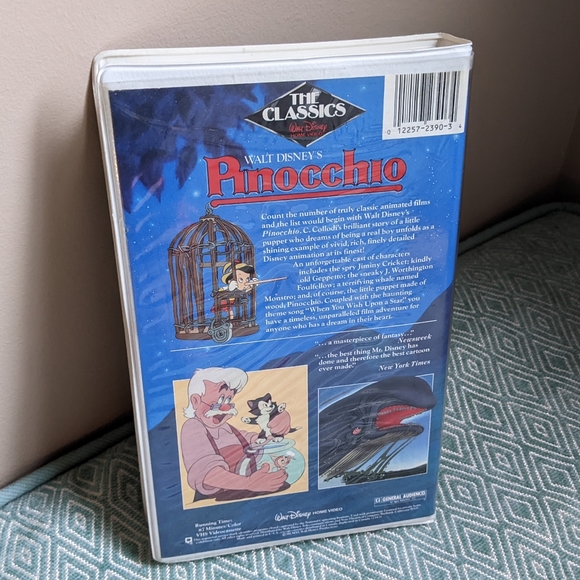 THE
CLASSICS
Walt Disney
HOME VIDEO
0 12257-2390-3 4
WALT DISNEY'S
Pinocchio
Count the number of truly classic animated films
and the list would begin with Walt Disney's
Pinocchio. C. Collodi's brilliant story of a little
puppet who dreams of being a real boy unfolds as a
shining example of vivid, rich, finely detailed
Disney animation at its finest!
An unforgettable cast of characters
includes the spry Jiminy Cricket; kindly
old Geppetto; the sneaky J. Worthington
Foulfellow; a terrifying whale named
Monstro; and, of course, the little puppet made of
wood; Pinocchio. Coupled with the haunting
theme song "When You Wish Upon a Star," you
have a timeless, unparalleled film adventure for
anyone who has a dream in their heart.
"...a masterpiece of fantasy..."
Newsweek
"...the best thing Mr. Disney has
done and therefore the best cartoon
ever made."
New York Times
Running Time:
87 Minutes/Color
VHS Videocassette
Walt Disney HOME VIDEO
G GENERAL AUDIENCES